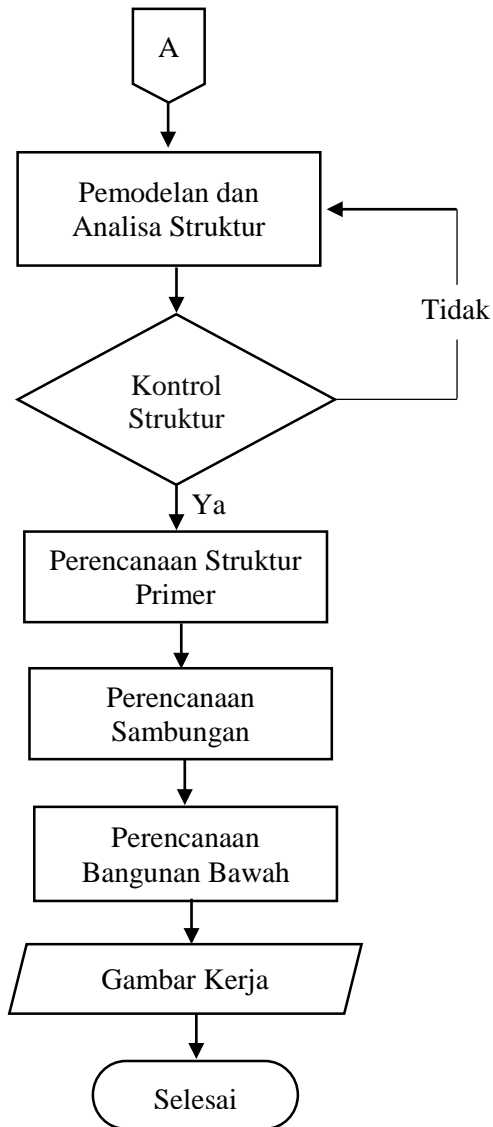 A
Pemodelan dan
Analisa Struktur
Tidak
Kontrol
Struktur
Ya
Perencanaan Struktur
Primer
Perencanaan
Sambungan
Perencanaan
Bangunan Bawah
Gambar Kerja
Selesai